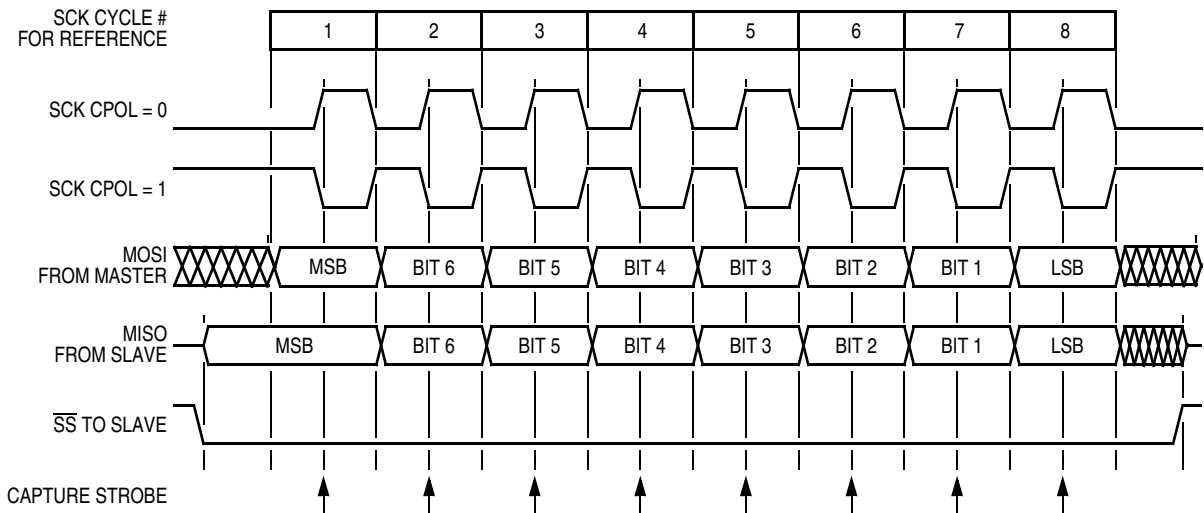 SCK CYCLE #
FOR REFERENCE
1 2 3 4 5 6 7 8
SCK CPOL = 0
SCK CPOL = 1
MOSI
FROM MASTER
MSB BIT 6 BIT 5 BIT 4 BIT 3 BIT 2 BIT 1 LSB
MISO
FROM SLAVE
MSB BIT 6 BIT 5 BIT 4 BIT 3 BIT 2 BIT 1 LSB
S̅S̅ TO SLAVE
CAPTURE STROBE